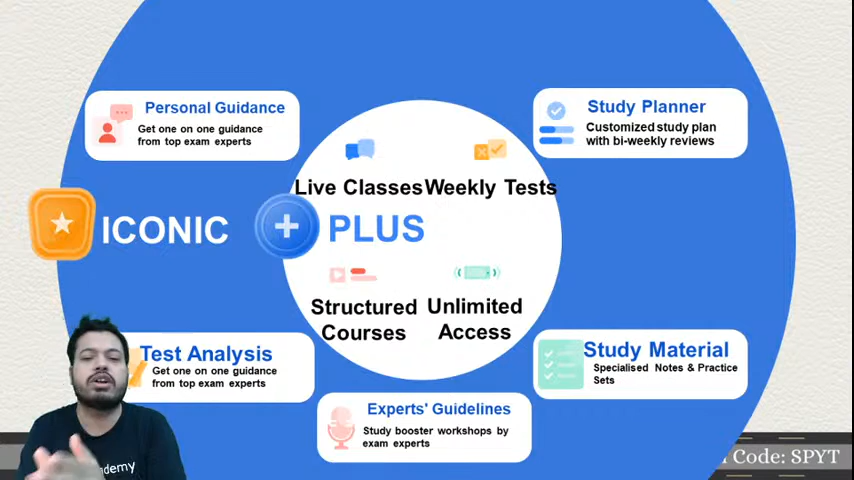 Personal Guidance
Get one on one guidance
from top exam experts
Study Planner
Customized study plan
with bi-weekly reviews
Live Classes
Weekly Tests
ICONIC
PLUS
Structured
Courses
Unlimited
Access
Test Analysis
Get one on one guidance
from top exam experts
Study Material
Specialised Notes & Practice
Sets
Experts' Guidelines
Study booster workshops by
exam experts
Code: SPYT